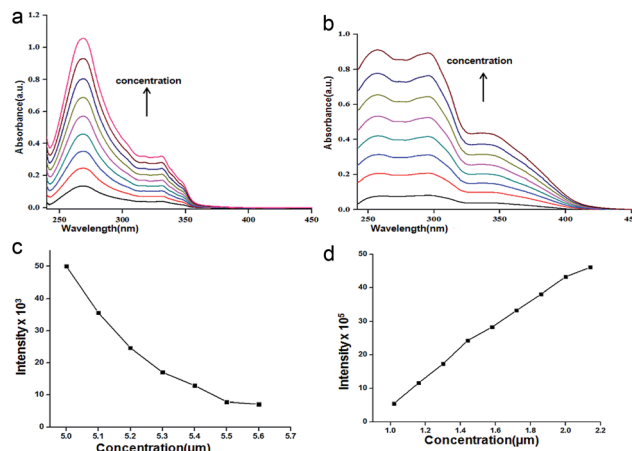 a
1.2
1.0
0.8
0.6
0.4
0.2
0.0
Absorbance(a.u.)
concentration
250 300 350 400 450
Wavelength(nm)
b
1.0
0.8
0.6
0.4
0.2
0.0
Absorbance(a.u.)
concentration
250 300 350 400 45
Wavelength(nm)
c
50
40
30
20
10
0
Intensity x 10³
5.0 5.1 5.2 5.3 5.4 5.5 5.6 5.7
Concentration(um)
d
50
40
30
20
10
0
Intensity x 10⁵
1.0 1.2 1.4 1.6 1.8 2.0 2.2
Concentration(µm)